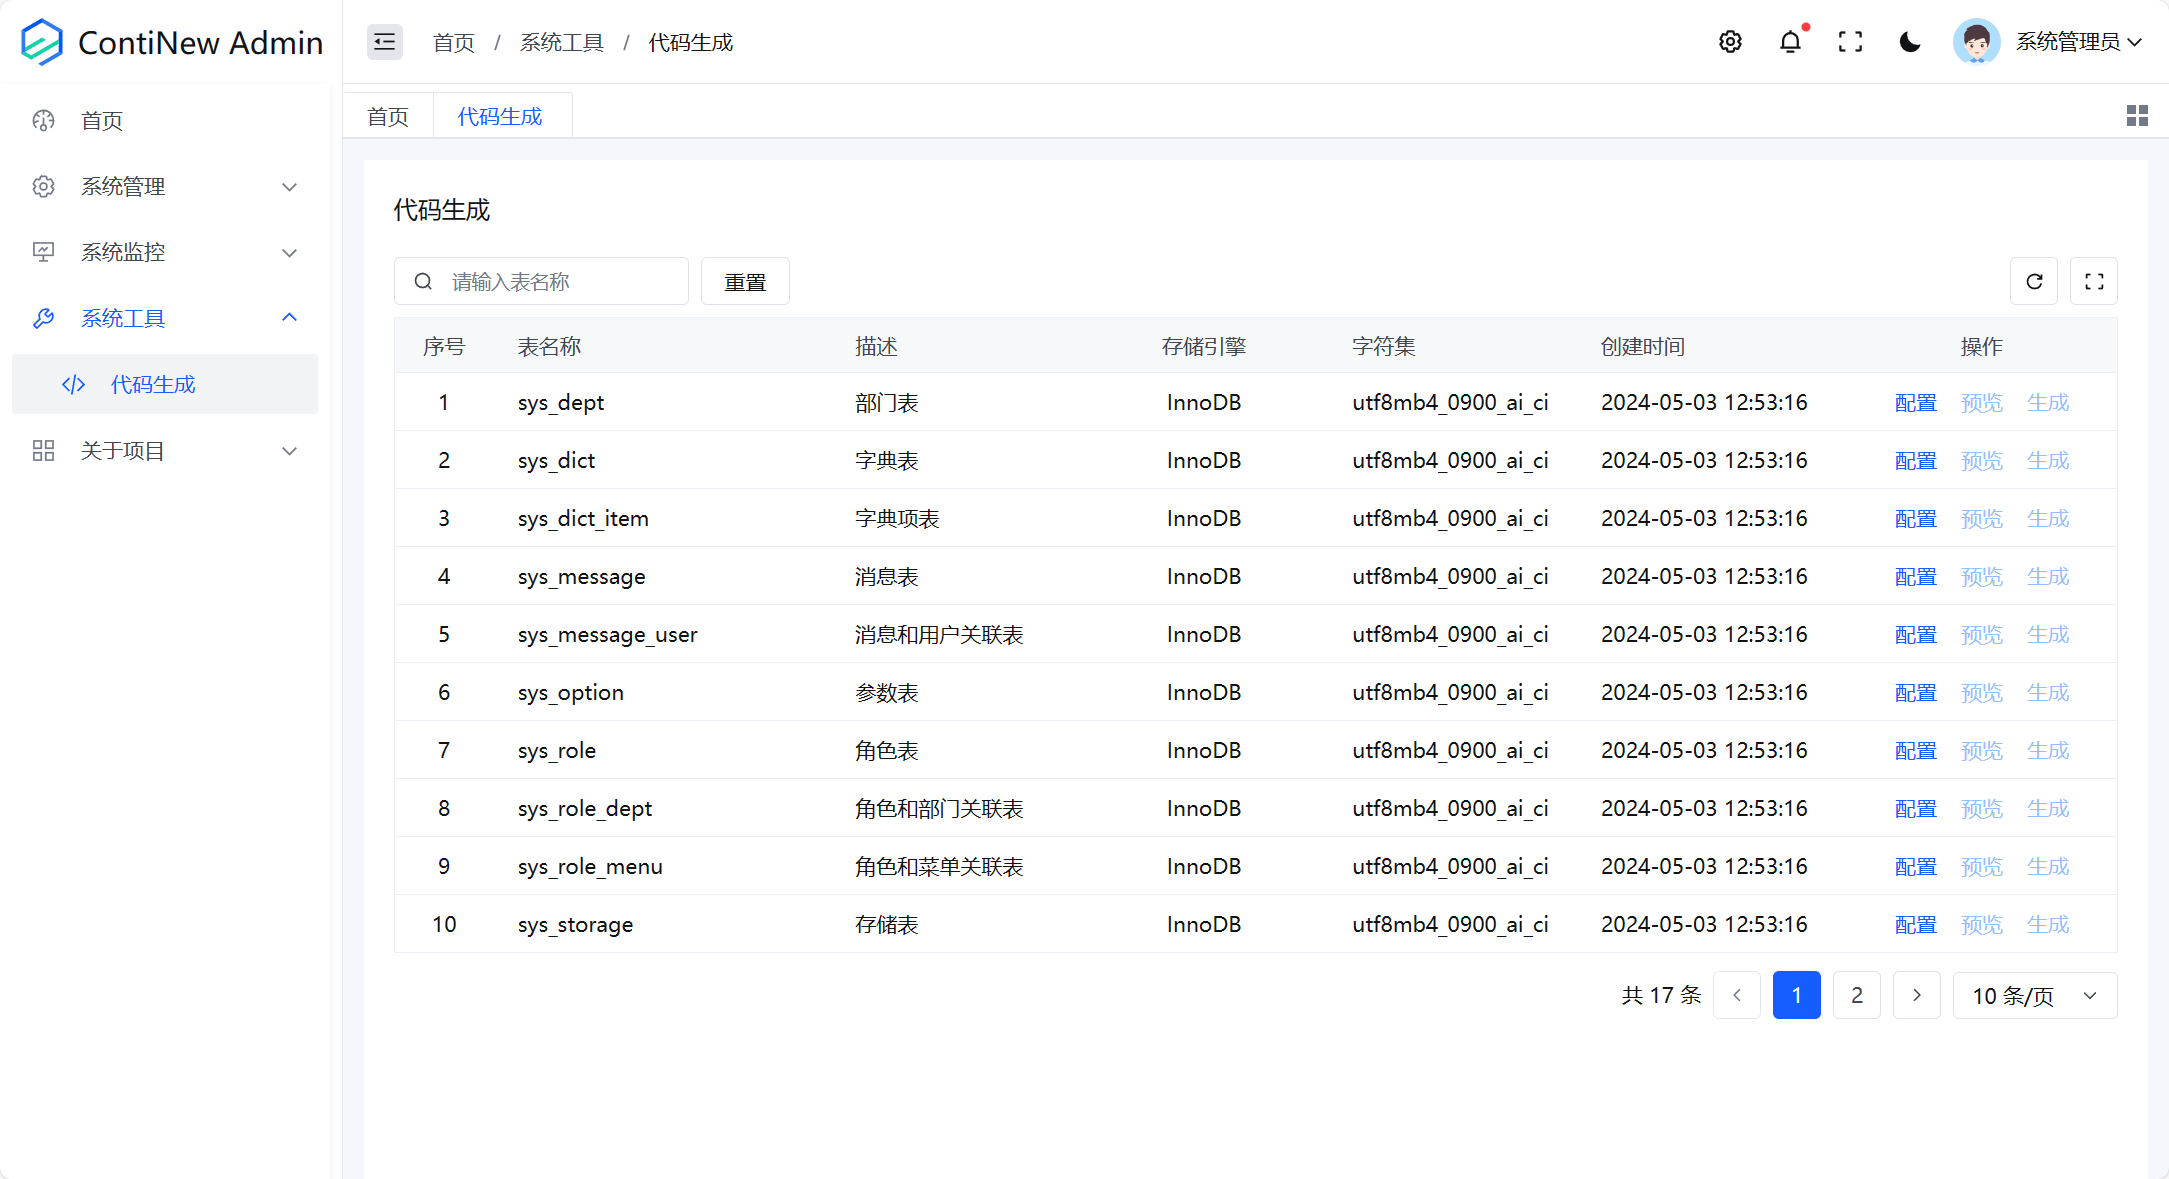 ContiNew Admin
首页 / 系统工具 / 代码生成
系统管理员
首页
系统管理
系统监控
系统工具
代码生成
关于项目
首页 代码生成
代码生成
请输入表名称 重置
序号 表名称 描述 存储引擎 字符集 创建时间 操作
1 sys_dept 部门表 InnoDB utf8mb4_0900_ai_ci 2024-05-03 12:53:16 配置 预览 生成
2 sys_dict 字典表 InnoDB utf8mb4_0900_ai_ci 2024-05-03 12:53:16 配置 预览 生成
3 sys_dict_item 字典项表 InnoDB utf8mb4_0900_ai_ci 2024-05-03 12:53:16 配置 预览 生成
4 sys_message 消息表 InnoDB utf8mb4_0900_ai_ci 2024-05-03 12:53:16 配置 预览 生成
5 sys_message_user 消息和用户关联表 InnoDB utf8mb4_0900_ai_ci 2024-05-03 12:53:16 配置 预览 生成
6 sys_option 参数表 InnoDB utf8mb4_0900_ai_ci 2024-05-03 12:53:16 配置 预览 生成
7 sys_role 角色表 InnoDB utf8mb4_0900_ai_ci 2024-05-03 12:53:16 配置 预览 生成
8 sys_role_dept 角色和部门关联表 InnoDB utf8mb4_0900_ai_ci 2024-05-03 12:53:16 配置 预览 生成
9 sys_role_menu 角色和菜单关联表 InnoDB utf8mb4_0900_ai_ci 2024-05-03 12:53:16 配置 预览 生成
10 sys_storage 存储表 InnoDB utf8mb4_0900_ai_ci 2024-05-03 12:53:16 配置 预览 生成
共 17 条 1 2 10 条/页